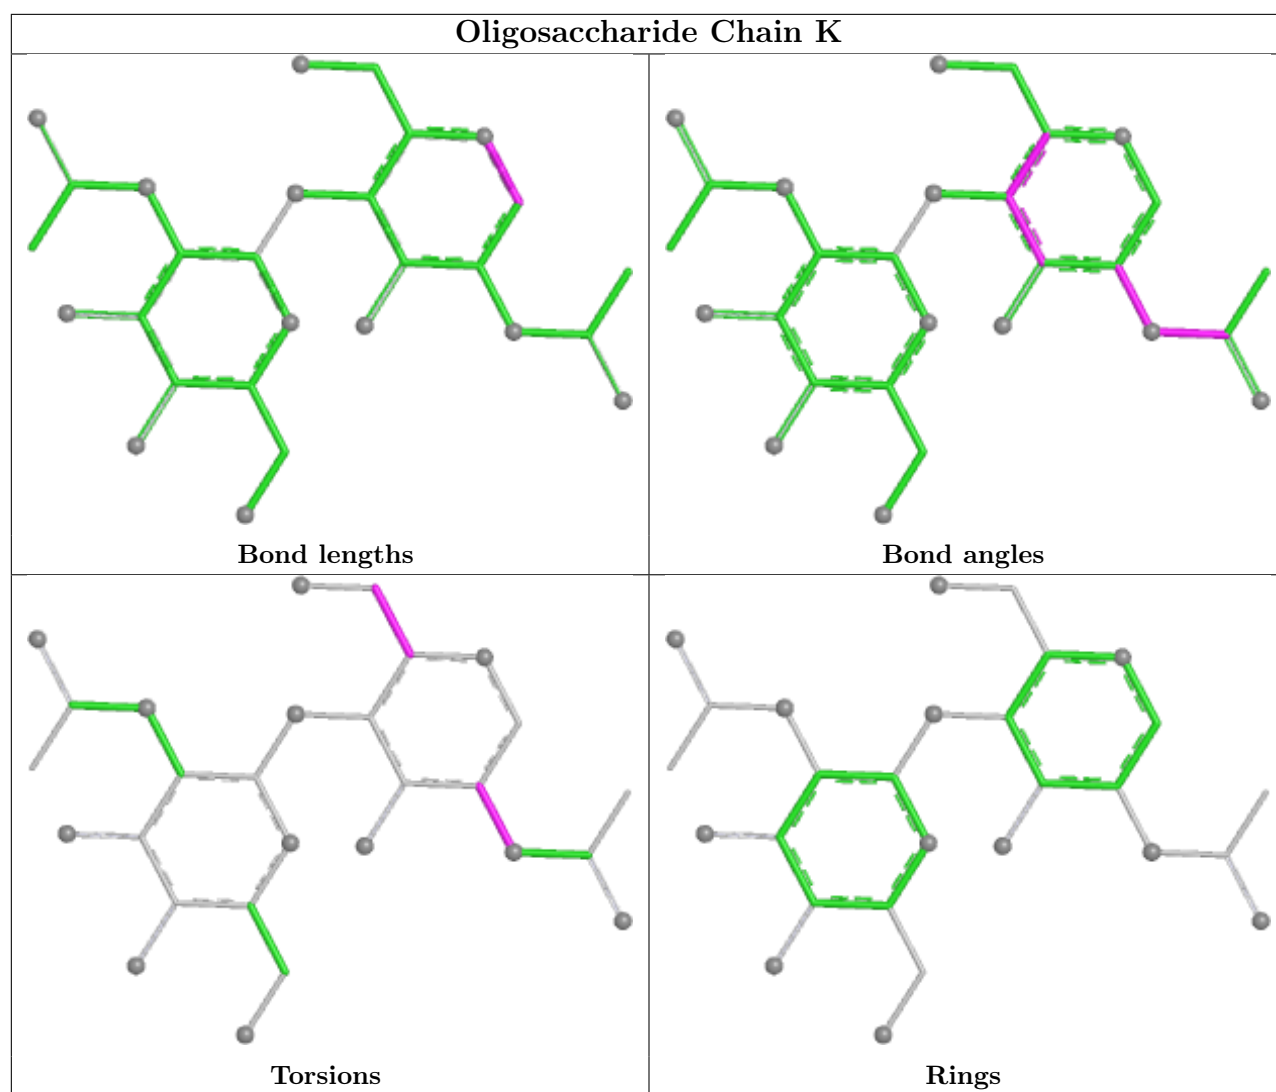 Oligosaccharide Chain K
Bond lengths
Bond angles
Torsions
Rings